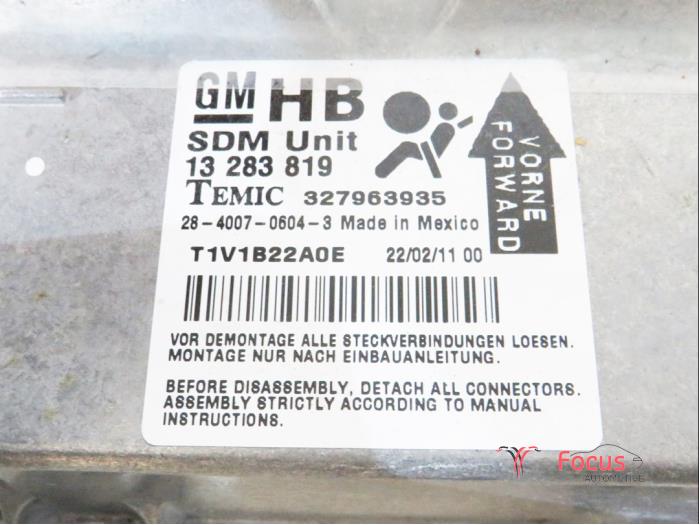 GM HB
SDM Unit
13 283 819
TEMIC 327963935
28-4007-0604-3 Made in Mexico
T1V1B22A0E 22/02/11 00
VORNE
FORWARD
VOR DEMONTAGE ALLE STECKVERBINDUNGEN LOESEN.
MONTAGE NUR NACH EINBAUANLEITUNG.
BEFORE DISASSEMBLY, DETACH ALL CONNECTORS.
ASSEMBLY STRICTLY ACCORDING TO MANUAL
INSTRUCTIONS.
Focus
AUTOMOTIVE